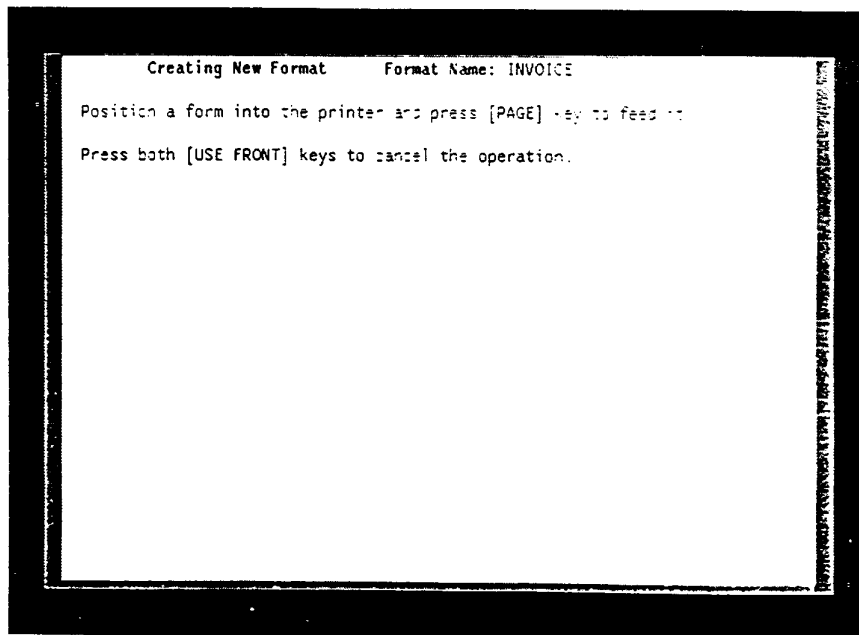 Creating New Format Format Name: INVOICE
Position a form into the printer and press [PAGE] key to feed it
Press both [USE FRONT] keys to cancel the operation.